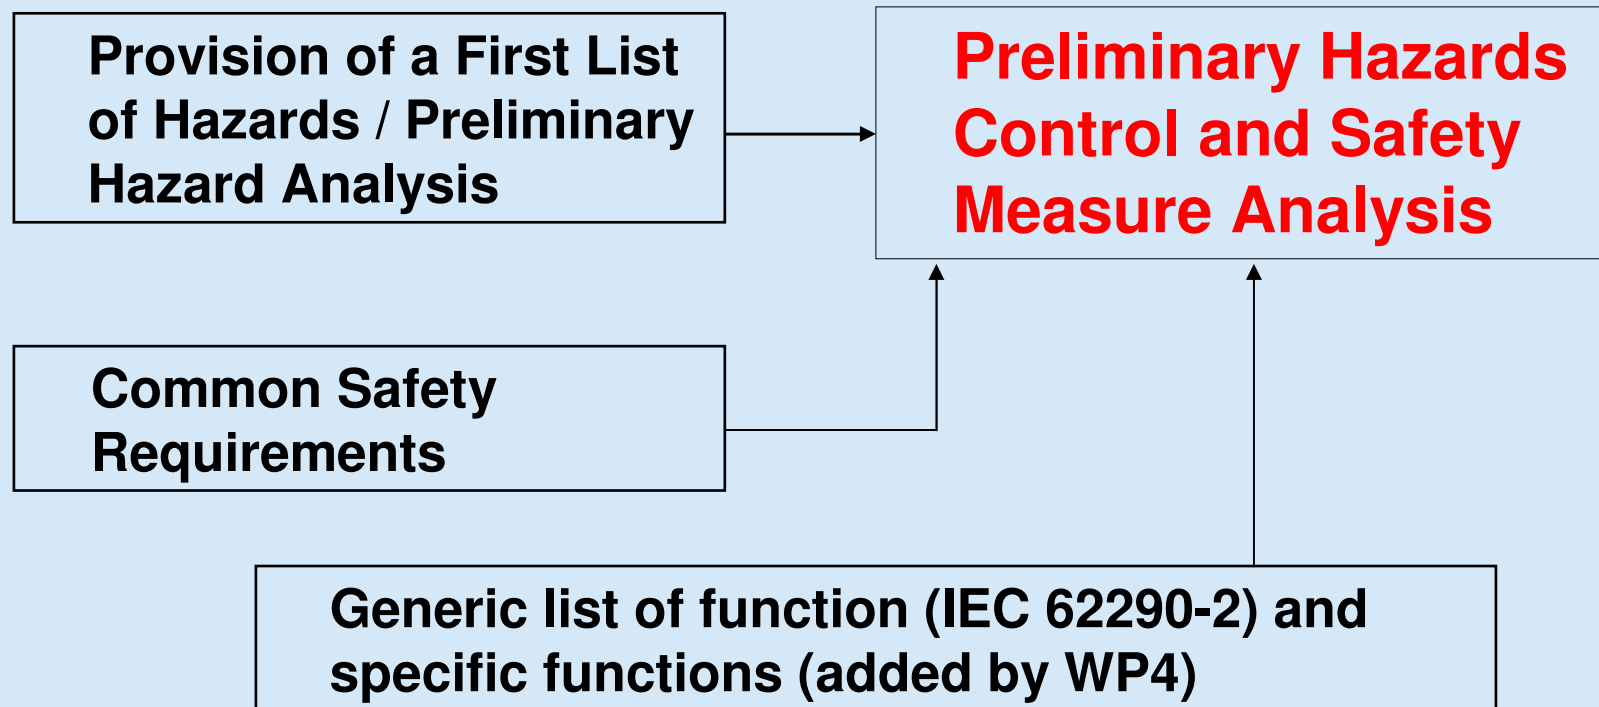 Provision of a First List
of Hazards / Preliminary
Hazard Analysis
Preliminary Hazards
Control and Safety
Measure Analysis
Common Safety
Requirements
Generic list of function (IEC 62290-2) and
specific functions (added by WP4)